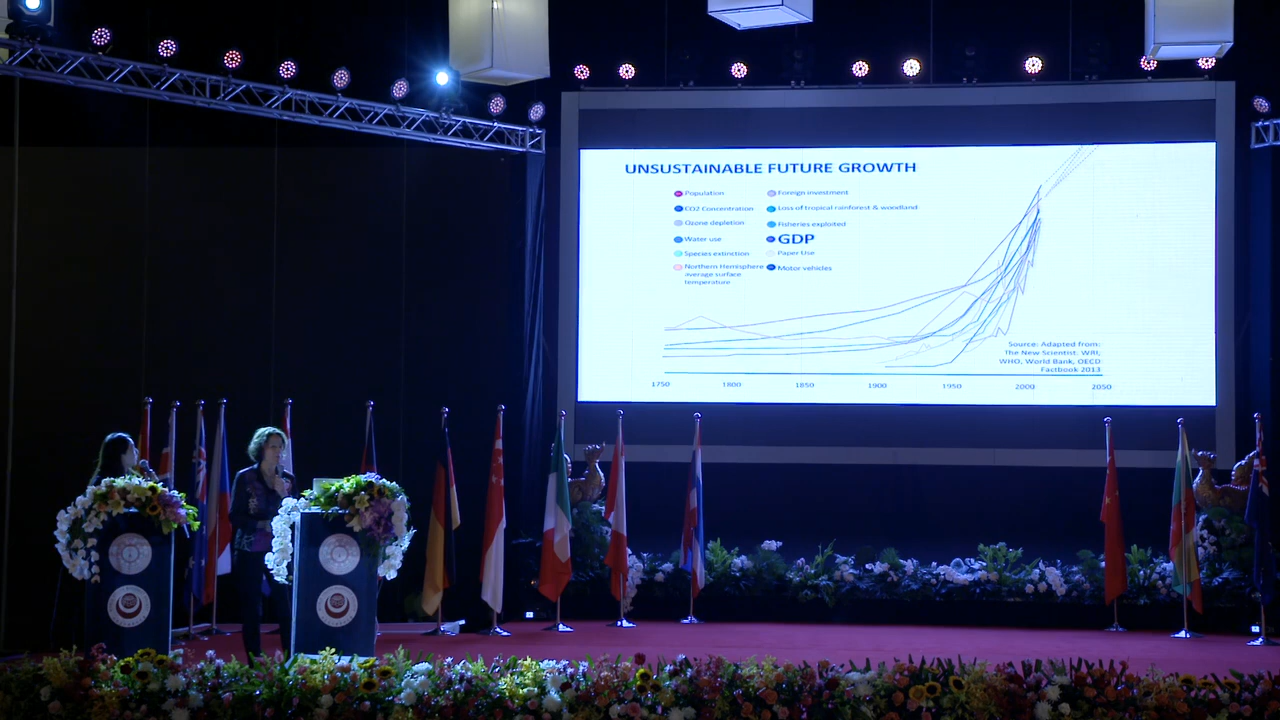 UNSUSTAINABLE FUTURE GROWTH
Population
CO2 Concentration
Ozone depletion
Water use
Species extinction
Northern Hemisphere
average surface
temperature
Foreign investment
Loss of tropical rainforest & woodland
Fisheries exploited
GDP
Paper Use
Motor vehicles
Source: Adapted from:
The New Scientist: WRI,
WHO, World Bank, OECD
Factbook 2013
1750 1800 1850 1900 1950 2000 2050